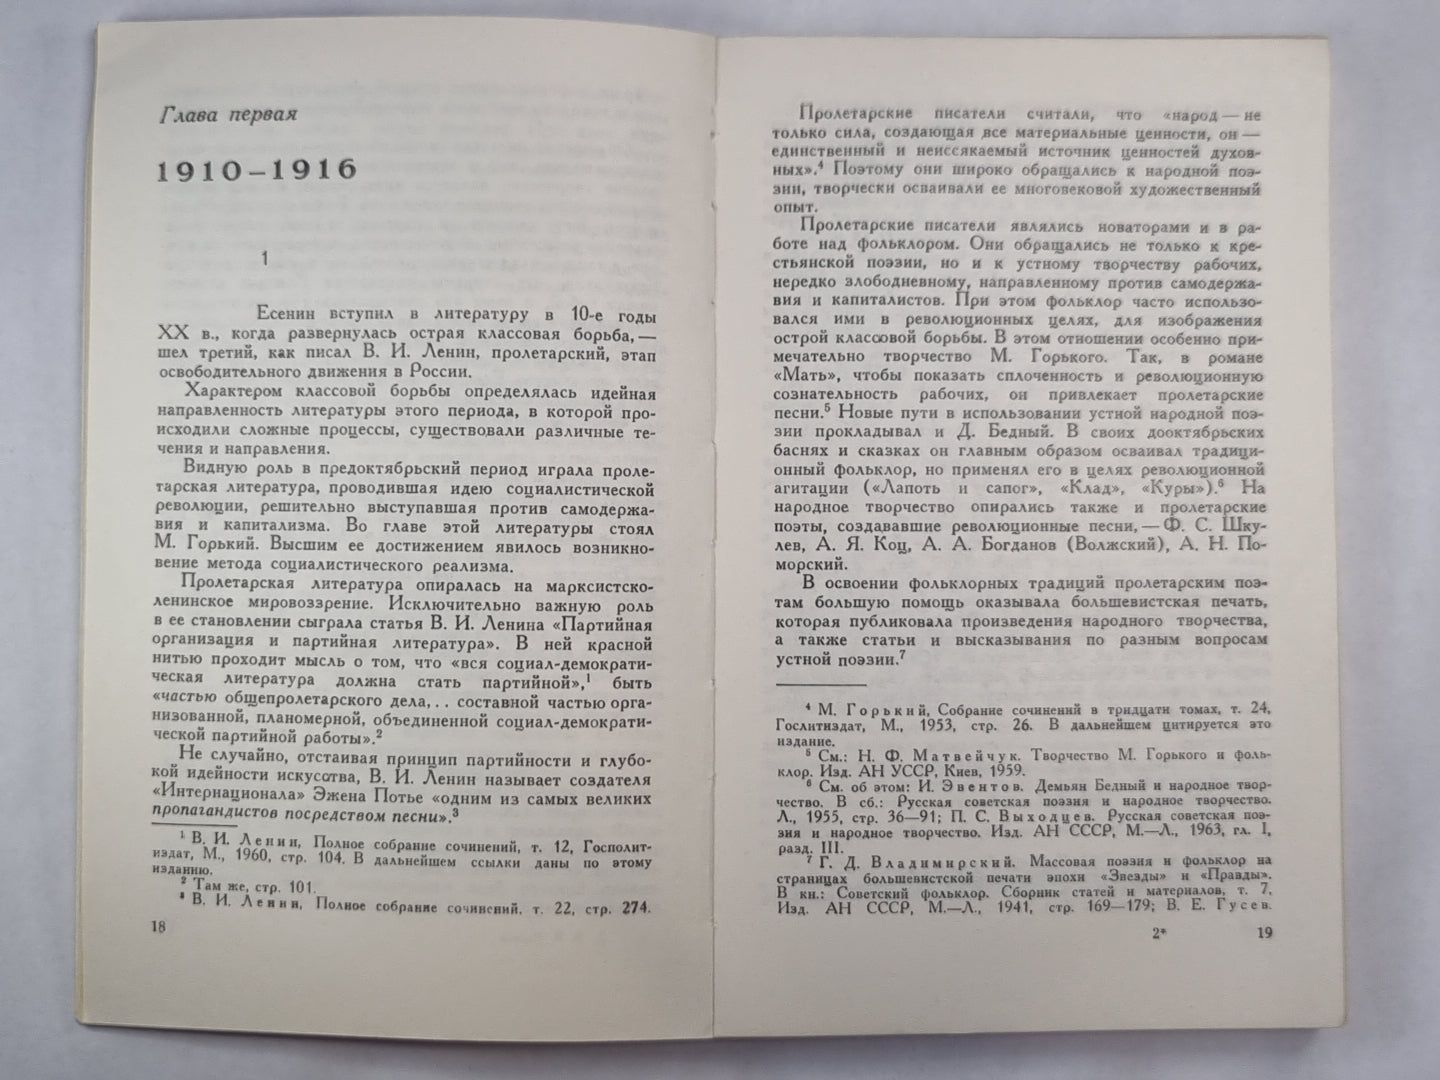 Глава первая
1910–1916
1
Есенин вступил в литературу в 10-е годы
XX в., когда развернулась острая классовая борьба, —
шел третий, как писал В. И. Ленин, пролетарский, этап
освободительного движения в России.
Характером классовой борьбы определялась идейная
направленность литературы этого периода, в которой про-
исходили сложные процессы, существовали различные те-
чения и направления.
Видную роль в предоктябрьский период играла проле-
тарская литература, проводившая идею социалистической
революции, решительно выступавшая против самодержа-
вия и капитализма. Во главе этой литературы стоял
М. Горький. Высшим ее достижением явилось возникно-
вение метода социалистического реализма.
Пролетарская литература опиралась на марксистско-
ленинское мировоззрение. Исключительно важную роль
в ее становлении сыграла статья В. И. Ленина «Партийная
организация и партийная литература». В ней красной
нитью проходит мысль о том, что «вся социал-демократи-
ческая литература должна стать партийной»,¹ быть
«частью общепролетарского дела,.. составной частью орга-
низованной, планомерной, объединенной социал-демократи-
ческой партийной работы».²
Не случайно, отстаивая принцип партийности и глубо-
кой идейности искусства, В. И. Ленин называет создателя
«Интернационала» Эжена Потье «одним из самых великих
пропагандистов посредством песни».³
¹ В. И. Ленин, Полное собрание сочинений, т. 12, Госполит-
издат, М., 1960, стр. 104. В дальнейшем ссылки даны по этому
изданию.
² Там же, стр. 101.
³ В. И. Ленин, Полное собрание сочинений, т. 22, стр. 274.
18
Пролетарские писатели считали, что «народ — не
только сила, создающая все материальные ценности, он —
единственный и неиссякаемый источник ценностей духов-
ных».⁴ Поэтому они широко обращались к народной поэ-
зии, творчески осваивали ее многовековой художественный
опыт.
Пролетарские писатели являлись новаторами и в ра-
боте над фольклором. Они обращались не только к кре-
стьянской поэзии, но и к устному творчеству рабочих,
нередко злободневному, направленному против самодержа-
вия и капиталистов. При этом фольклор часто использо-
вался ими в революционных целях, для изображения
острой классовой борьбы. В этом отношении особенно при-
мечательно творчество М. Горького. Так, в романе
«Мать», чтобы показать сплоченность и революционную
сознательность рабочих, он привлекает пролетарские
песни.⁵ Новые пути в использовании устной народной поэ-
зии прокладывал и Д. Бедный. В своих дооктябрьских
баснях и сказках он главным образом осваивал традици-
онный фольклор, но применял его в целях революционной
агитации («Лапоть и сапог», «Клад», «Куры»).⁶ На
народное творчество опирались также и пролетарские
поэты, создававшие революционные песни, — Ф. С. Шку-
лев, А. Я. Коц, А. А. Богданов (Волжский), А. Н. По-
морский.
В освоении фольклорных традиций пролетарским поэ-
там большую помощь оказывала большевистская печать,
которая публиковала произведения народного творчества,
а также статьи и высказывания по разным вопросам
устной поэзии.⁷
⁴ М. Горький, Собрание сочинений в тридцати томах, т. 24,
Гослитиздат, М., 1953, стр. 26. В дальнейшем цитируется это
издание.
⁵ См.: Н. Ф. Матвейчук. Творчество М. Горького и фоль-
клор. Изд. АН УССР, Киев, 1959.
⁶ См. об этом: И. Эвентов. Демьян Бедный и народное твор-
чество. В сб.: Русская советская поэзия и народное творчество.
Л., 1955, стр. 36—91; П. С. Выходцев. Русская советская поэ-
зия и народное творчество. Изд. АН СССР, М.—Л., 1963, гл. I,
разд. III.
⁷ Г. Д. Владимирский. Массовая поэзия и фольклор на
страницах большевистской печати эпохи «Звезды» и «Правды».
В кн.: Советский фольклор. Сборник статей и материалов, т. 7,
Изд. АН СССР, М.—Л., 1941, стр. 169—179; В. Е. Гусев.
2* 19